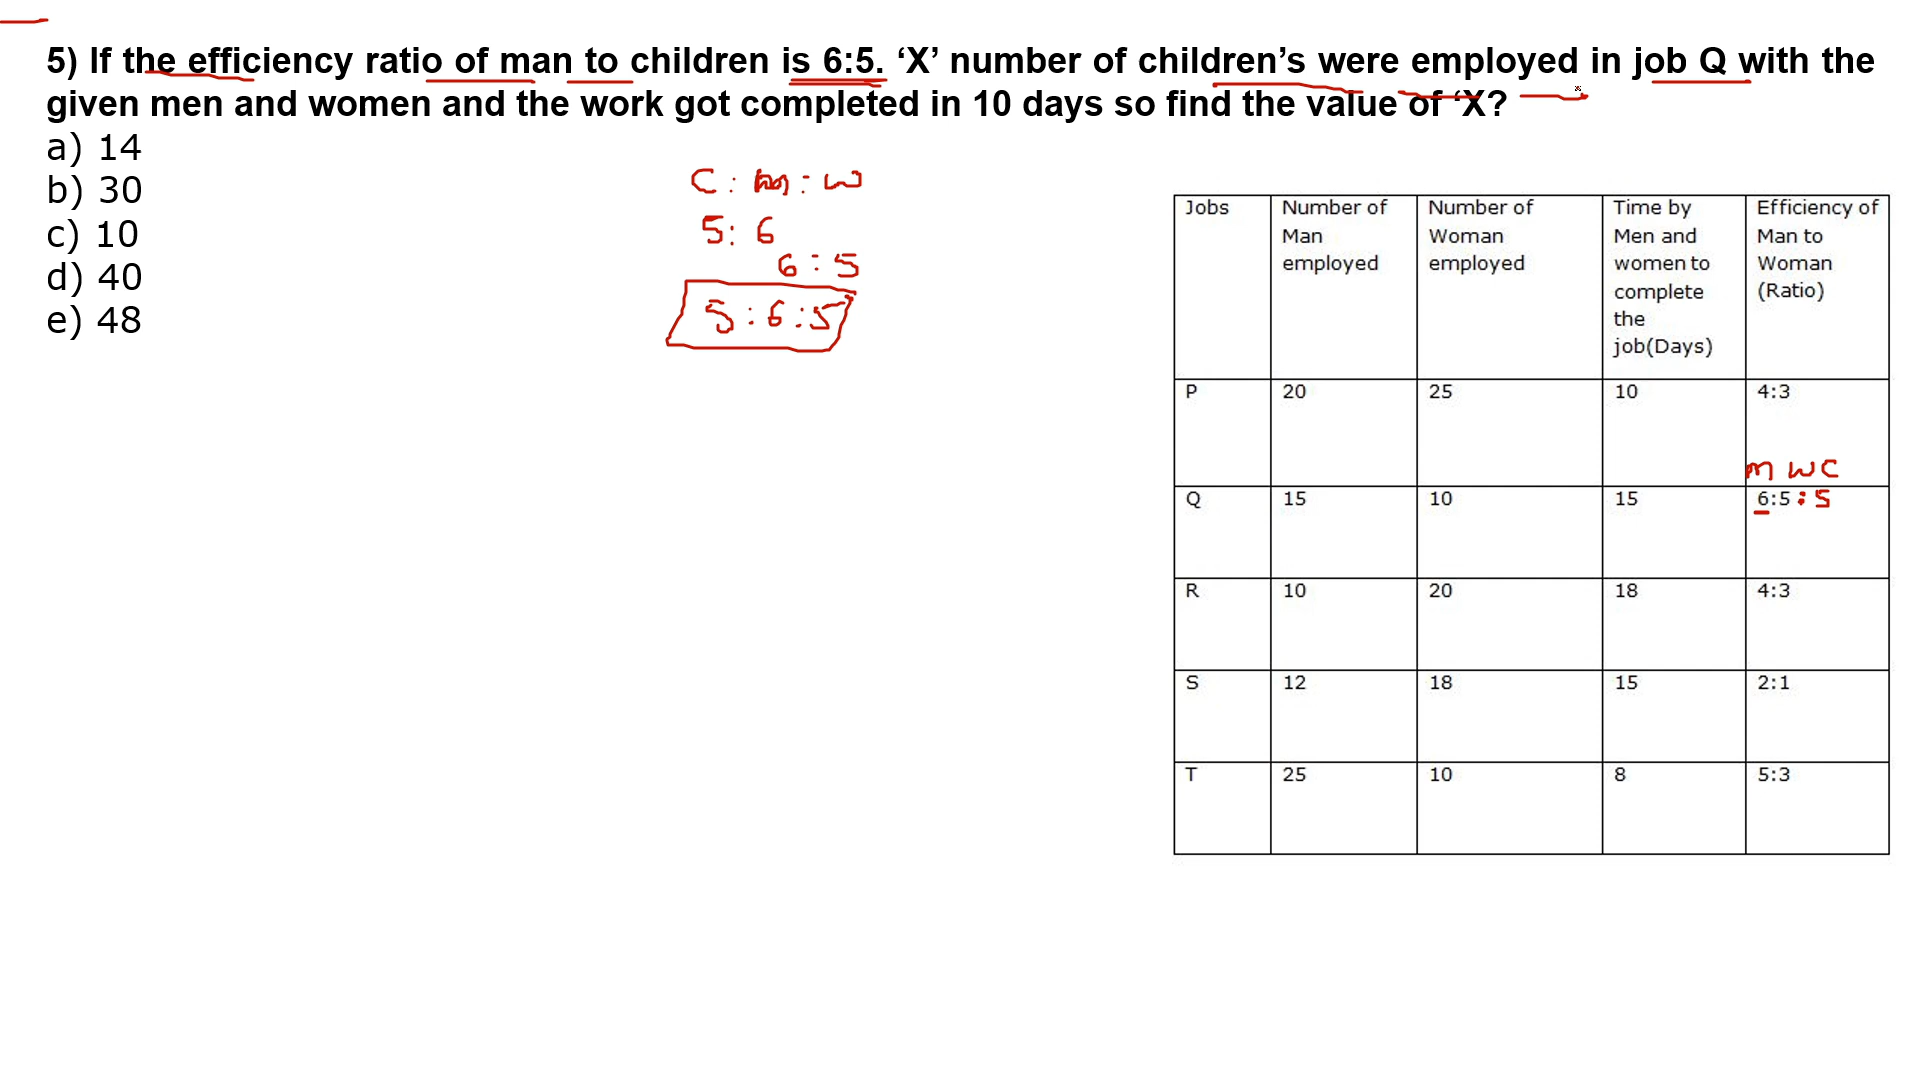 5) If the efficiency ratio of man to children is 6:5. ‘X’ number of children’s were employed in job Q with the
given men and women and the work got completed in 10 days so find the value of ‘X?
a) 14
b) 30
c) 10
d) 40
e) 48
C : m : w
5 : 6
6 : 5
5 : 6 : 5
Jobs
Number of
Man
employed
Number of
Woman
employed
Time by
Men and
women to
complete
the
job(Days)
Efficiency of
Man to
Woman
(Ratio)
P 20 25 10 4:3
m w c
Q 15 10 15 6:5 : 5
R 10 20 18 4:3
S 12 18 15 2:1
T 25 10 8 5:3